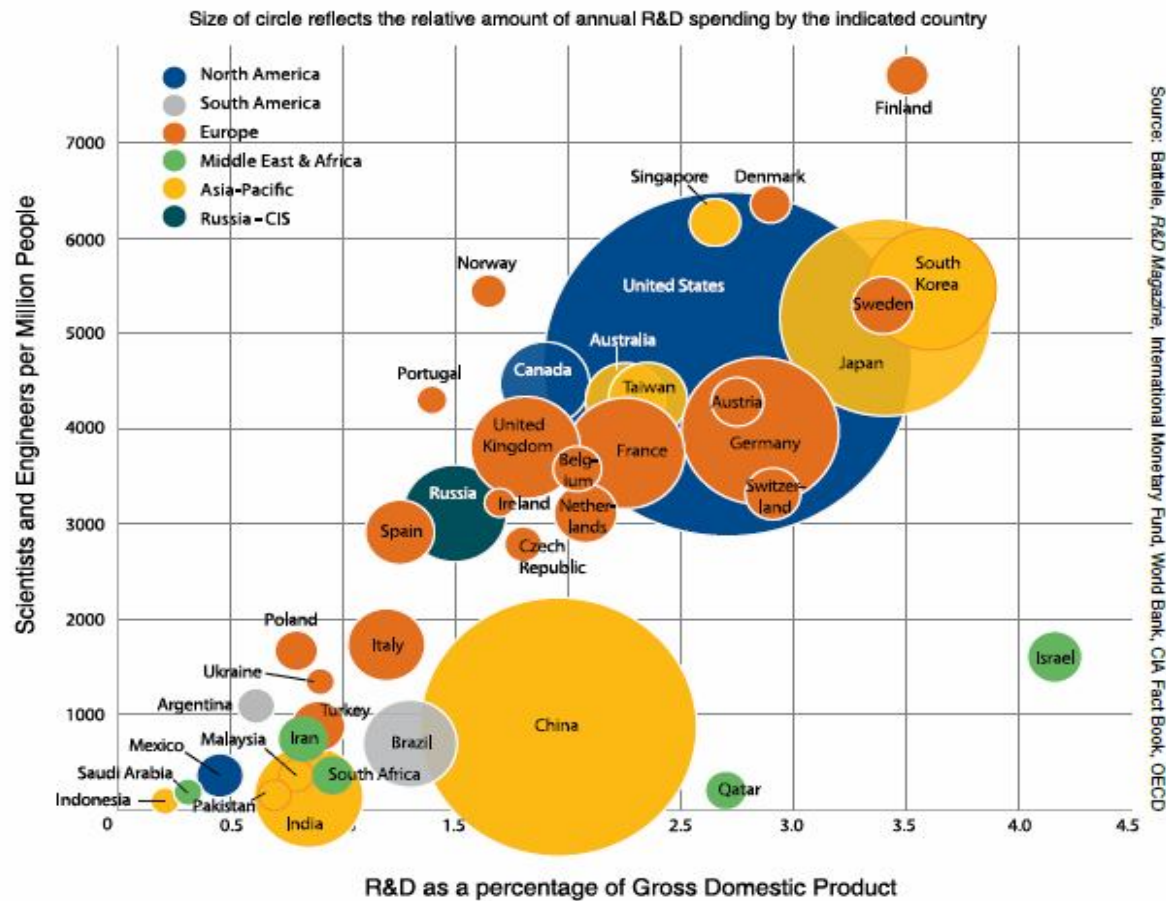 Size of circle reflects the relative amount of annual R&D spending by the indicated country
North America
South America
Europe
Middle East & Africa
Asia-Pacific
Russia-CIS
Finland
7000
Singapore
Denmark
6000
Norway
United States
South
Korea
Sweden
5000
Australia
Portugal
Canada
Taiwan
Japan
Austria
4000
United
Kingdom
France
Germany
Belg-
ium
Russia
Ireland
Nether-
lands
Switzer-
land
3000
Spain
Czech
Republic
2000
Poland
Italy
Israel
Ukraine
Argentina
Turkey
1000
China
Mexico
Malaysia
Iran
Brazil
Saudi Arabia
South Africa
Indonesia
Pakistan
Qatar
India
0
0.5
1.5
2.5
3.0
3.5
4.0
4.5
Scientists and Engineers per Million People
R&D as a percentage of Gross Domestic Product
Source: Battelle, R&D Magazine, International Monetary Fund, World Bank, CIA Fact Book, OECD